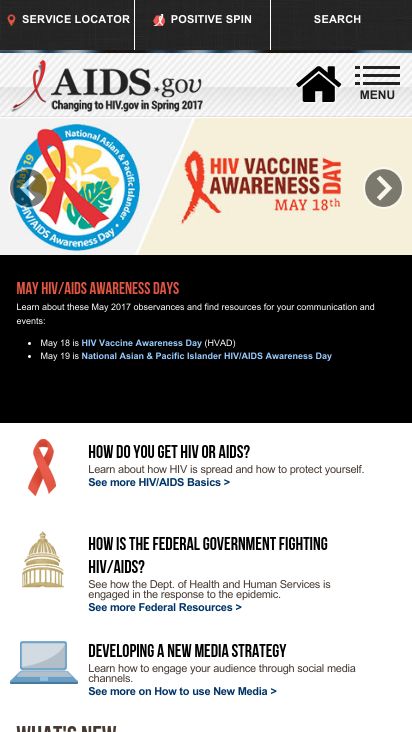 SERVICE LOCATOR
POSITIVE SPIN
SEARCH
AIDS.gov
Changing to HIV.gov in Spring 2017
MENU
May 19
National Asian & Pacific Islander
HIV/AIDS Awareness Day
HIV VACCINE
AWARENESS
DAY
MAY 18th
MAY HIV/AIDS AWARENESS DAYS
Learn about these May 2017 observances and find resources for your communication and
events:
• May 18 is HIV Vaccine Awareness Day (HVAD)
• May 19 is National Asian & Pacific Islander HIV/AIDS Awareness Day
HOW DO YOU GET HIV OR AIDS?
Learn about how HIV is spread and how to protect yourself.
See more HIV/AIDS Basics >
HOW IS THE FEDERAL GOVERNMENT FIGHTING
HIV/AIDS?
See how the Dept. of Health and Human Services is
engaged in the response to the epidemic.
See more Federal Resources >
DEVELOPING A NEW MEDIA STRATEGY
Learn how to engage your audience through social media
channels.
See more on How to use New Media >
WHAT'S NEW